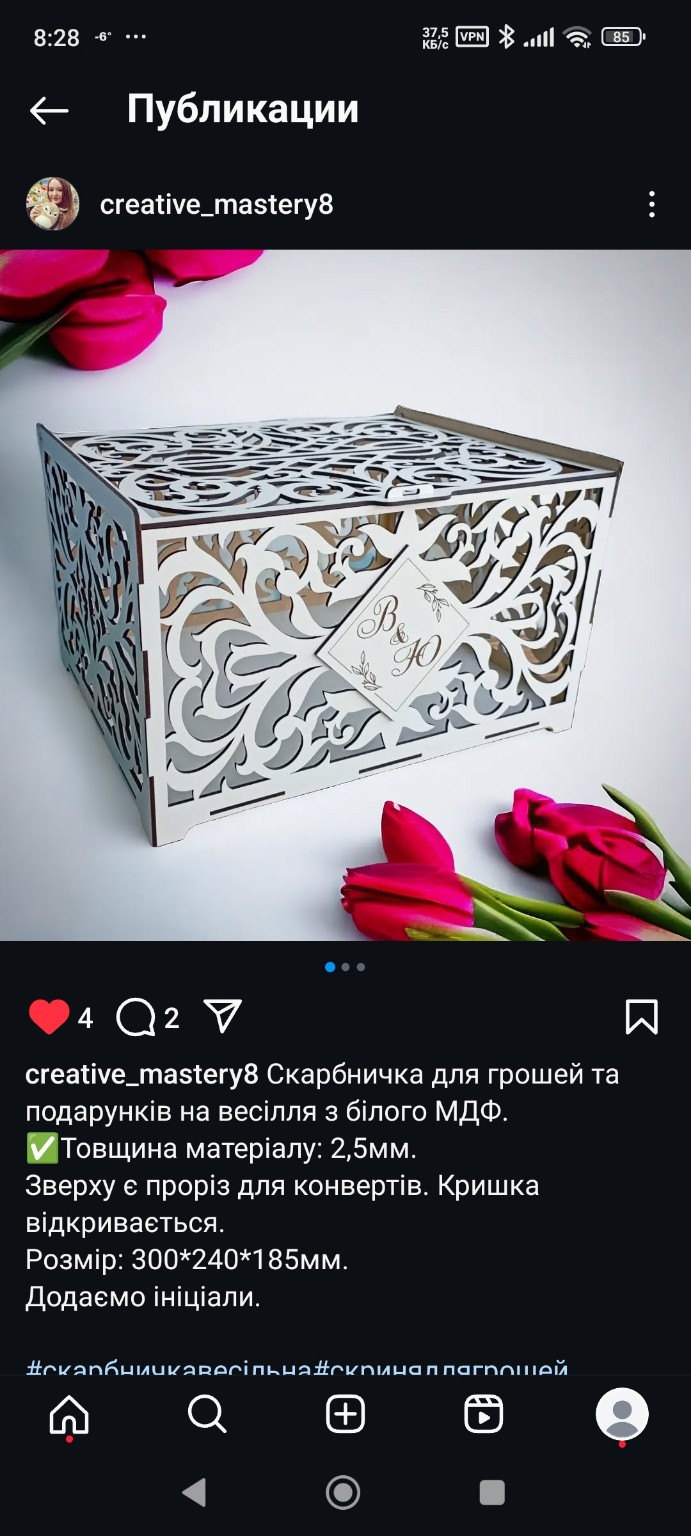 8:28 -6° ...
37,5 КБ/с VPN 85
Публикации
creative_mastery8
В
&
Ю
4 2
creative_mastery8 Скарбничка для грошей та
подарунків на весілля з білого МДФ.
✅Товщина матеріалу: 2,5мм.
Зверху є проріз для конвертів. Кришка
відкривається.
Розмір: 300*240*185мм.
Додаємо ініціали.
#скарбничкавесільна#скринядлягрошей